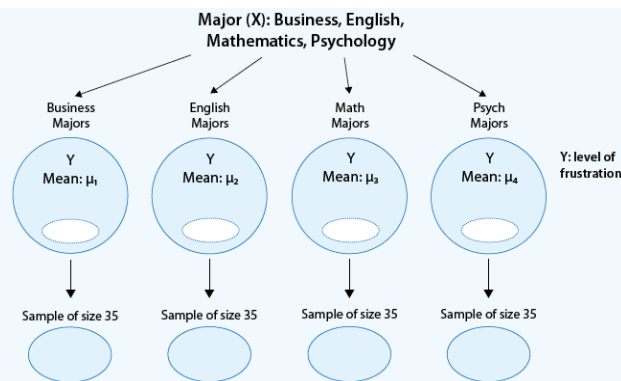 Major (X): Business, English,
Mathematics, Psychology
Business
Majors
English
Majors
Math
Majors
Psych
Majors
Y
Mean: μ₁
Y
Mean: μ₂
Y
Mean: μ₃
Y
Mean: μ₄
Y: level of
frustration
Sample of size 35
Sample of size 35
Sample of size 35
Sample of size 35